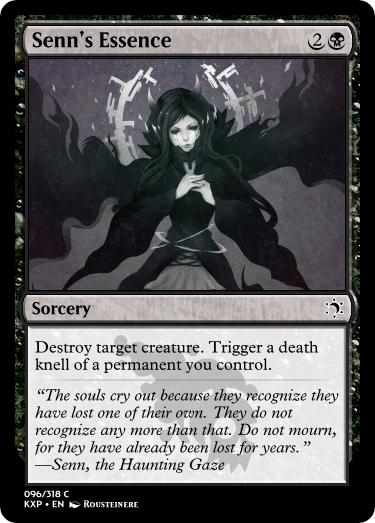 Senn's Essence 2
Sorcery
Destroy target creature. Trigger a death
knell of a permanent you control.
“The souls cry out because they recognize they
have lost one of their own. They do not
recognize any more than that. Do not mourn,
for they have already been lost for years.”
—Senn, the Haunting Gaze
096/318 C
KXP • EN Rousteinere